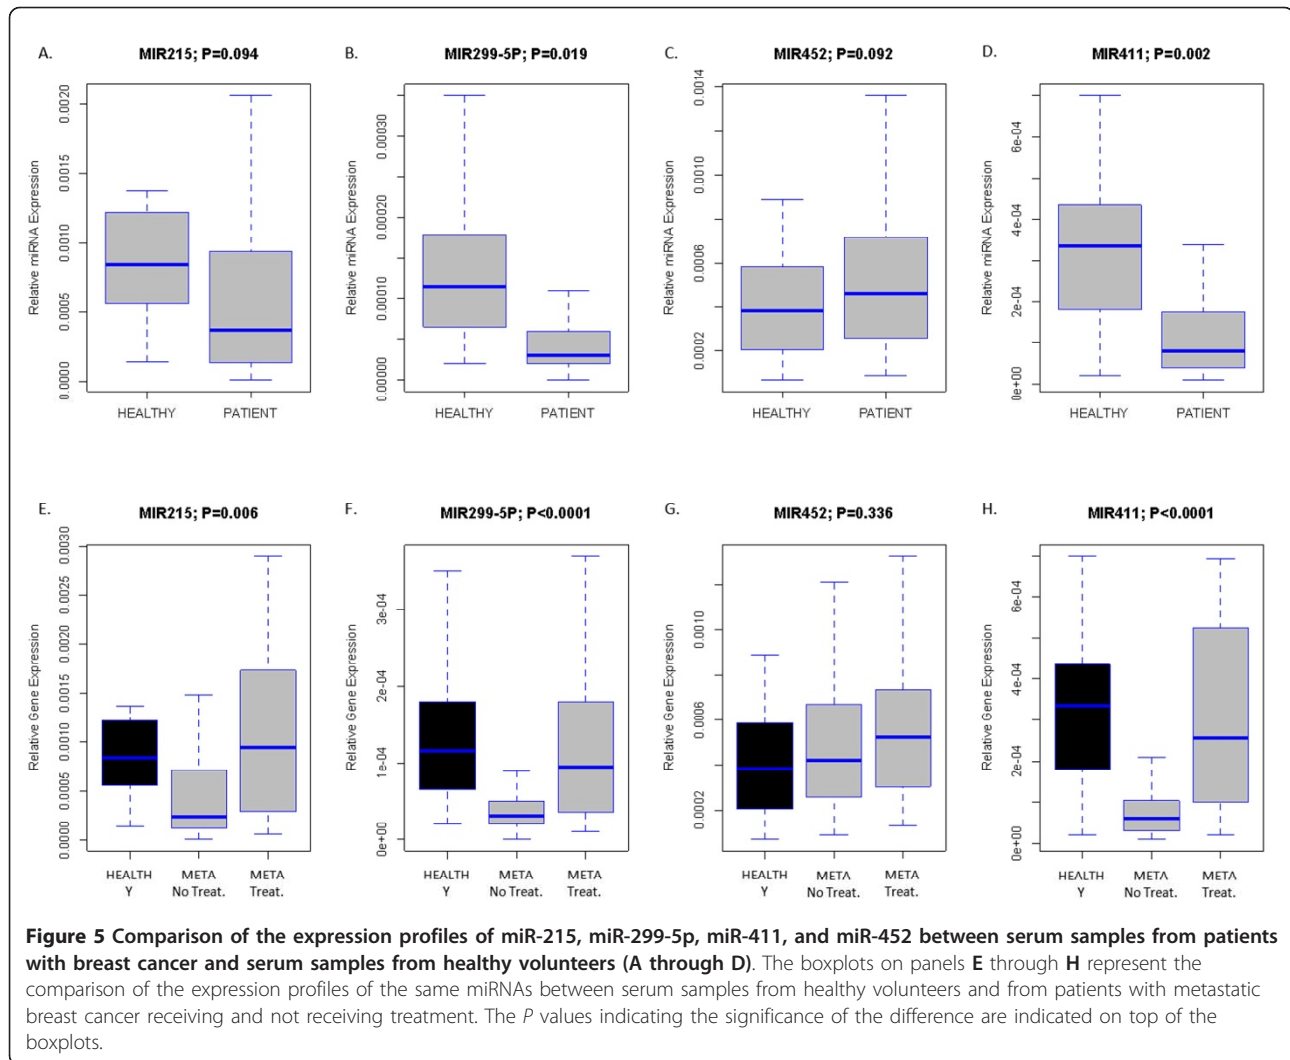 A. MIR215; P=0.094
Relative miRNA Expression
0.0020
0.0015
0.0010
0.0005
0.0000
HEALTHY PATIENT
B. MIR299-5P; P=0.019
Relative miRNA Expression
0.00030
0.00020
0.00010
0.00000
HEALTHY PATIENT
C. MIR452; P=0.092
Relative miRNA Expression
0.0014
0.0010
0.0006
0.0002
HEALTHY PATIENT
D. MIR411; P=0.002
Relative miRNA Expression
6e-04
4e-04
2e-04
0e+00
HEALTHY PATIENT
E. MIR215; P=0.006
Relative Gene Expression
0.0030
0.0025
0.0020
0.0015
0.0010
0.0005
0.0000
HEALTH META META
Y No Treat. Treat.
F. MIR299-5P; P<0.0001
Relative Gene Expression
3e-04
2e-04
1e-04
0e+00
HEALTH META META
Y No Treat. Treat.
G. MIR452; P=0.336
Relative Gene Expression
0.0010
0.0006
0.0002
HEALTH META META
Y No Treat. Treat.
H. MIR411; P<0.0001
Relative Gene Expression
6e-04
4e-04
2e-04
0e+00
HEALTH META META
Y No Treat. Treat.
Figure 5 Comparison of the expression profiles of miR-215, miR-299-5p, miR-411, and miR-452 between serum samples from patients
with breast cancer and serum samples from healthy volunteers (A through D). The boxplots on panels E through H represent the
comparison of the expression profiles of the same miRNAs between serum samples from healthy volunteers and from patients with metastatic
breast cancer receiving and not receiving treatment. The P values indicating the significance of the difference are indicated on top of the
boxplots.